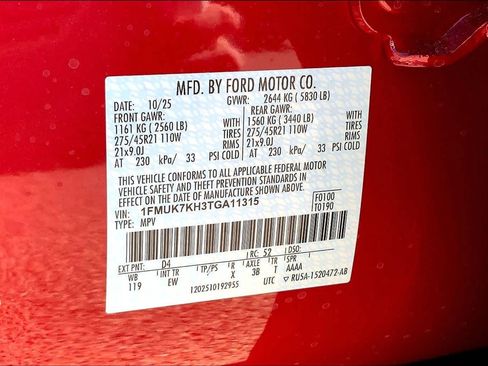 MFD. BY FORD MOTOR CO.
DATE: 10/25 GVWR: 2644 KG ( 5830 LB)
FRONT GAWR: REAR GAWR:
1161 KG ( 2560 LB) WITH 1560 KG ( 3440 LB) WITH
275/45R21 110W TIRES 275/45R21 110W TIRES
21x9.0J RIMS 21x9.0J RIMS
AT 230 kPa/ 33 PSI COLD AT 230 kPa/ 33 PSI COLD
THIS VEHICLE CONFORMS TO ALL APPLICABLE FEDERAL MOTOR
VEHICLE SAFETY AND THEFT PREVENTION STANDARDS IN
EFFECT ON THE DATE OF MANUFACTURE SHOWN ABOVE.
VIN: 1FMUK7KH3TGA11315 F0100
TYPE: MPV T0190
EXT PNT: D4 RC: 52 DSO:
WB INT TR TP/PS R AXLE TR SPR
119 EW X 3B AAAA
1202510192955 UTC RU5A-1520472-AB